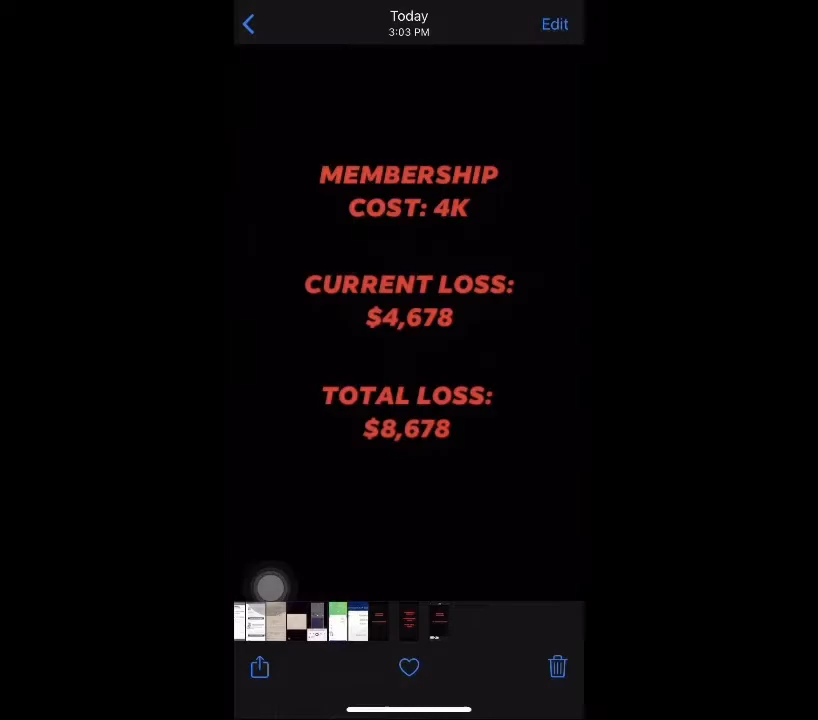 Today
3:03 PM
Edit
MEMBERSHIP
COST: 4K
CURRENT LOSS:
$4,678
TOTAL LOSS:
$8,678